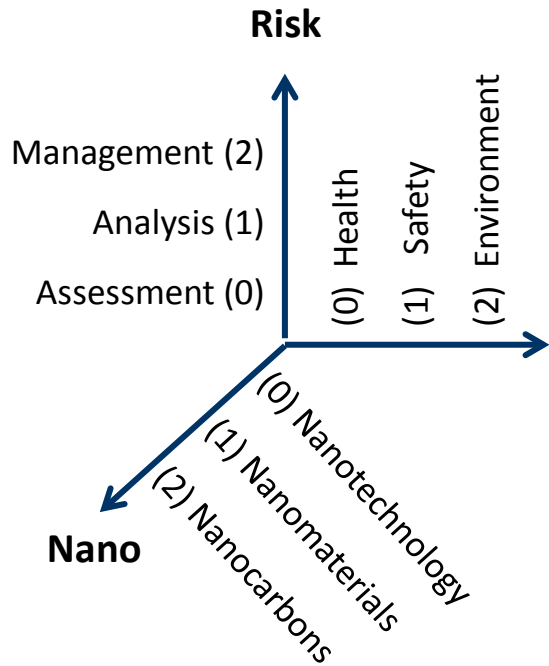 Risk
Management (2)
Analysis (1)
Assessment (0)
(0) Health
(1) Safety
(2) Environment
(0) Nanotechnology
(1) Nanomaterials
(2) Nanocarbons
Nano